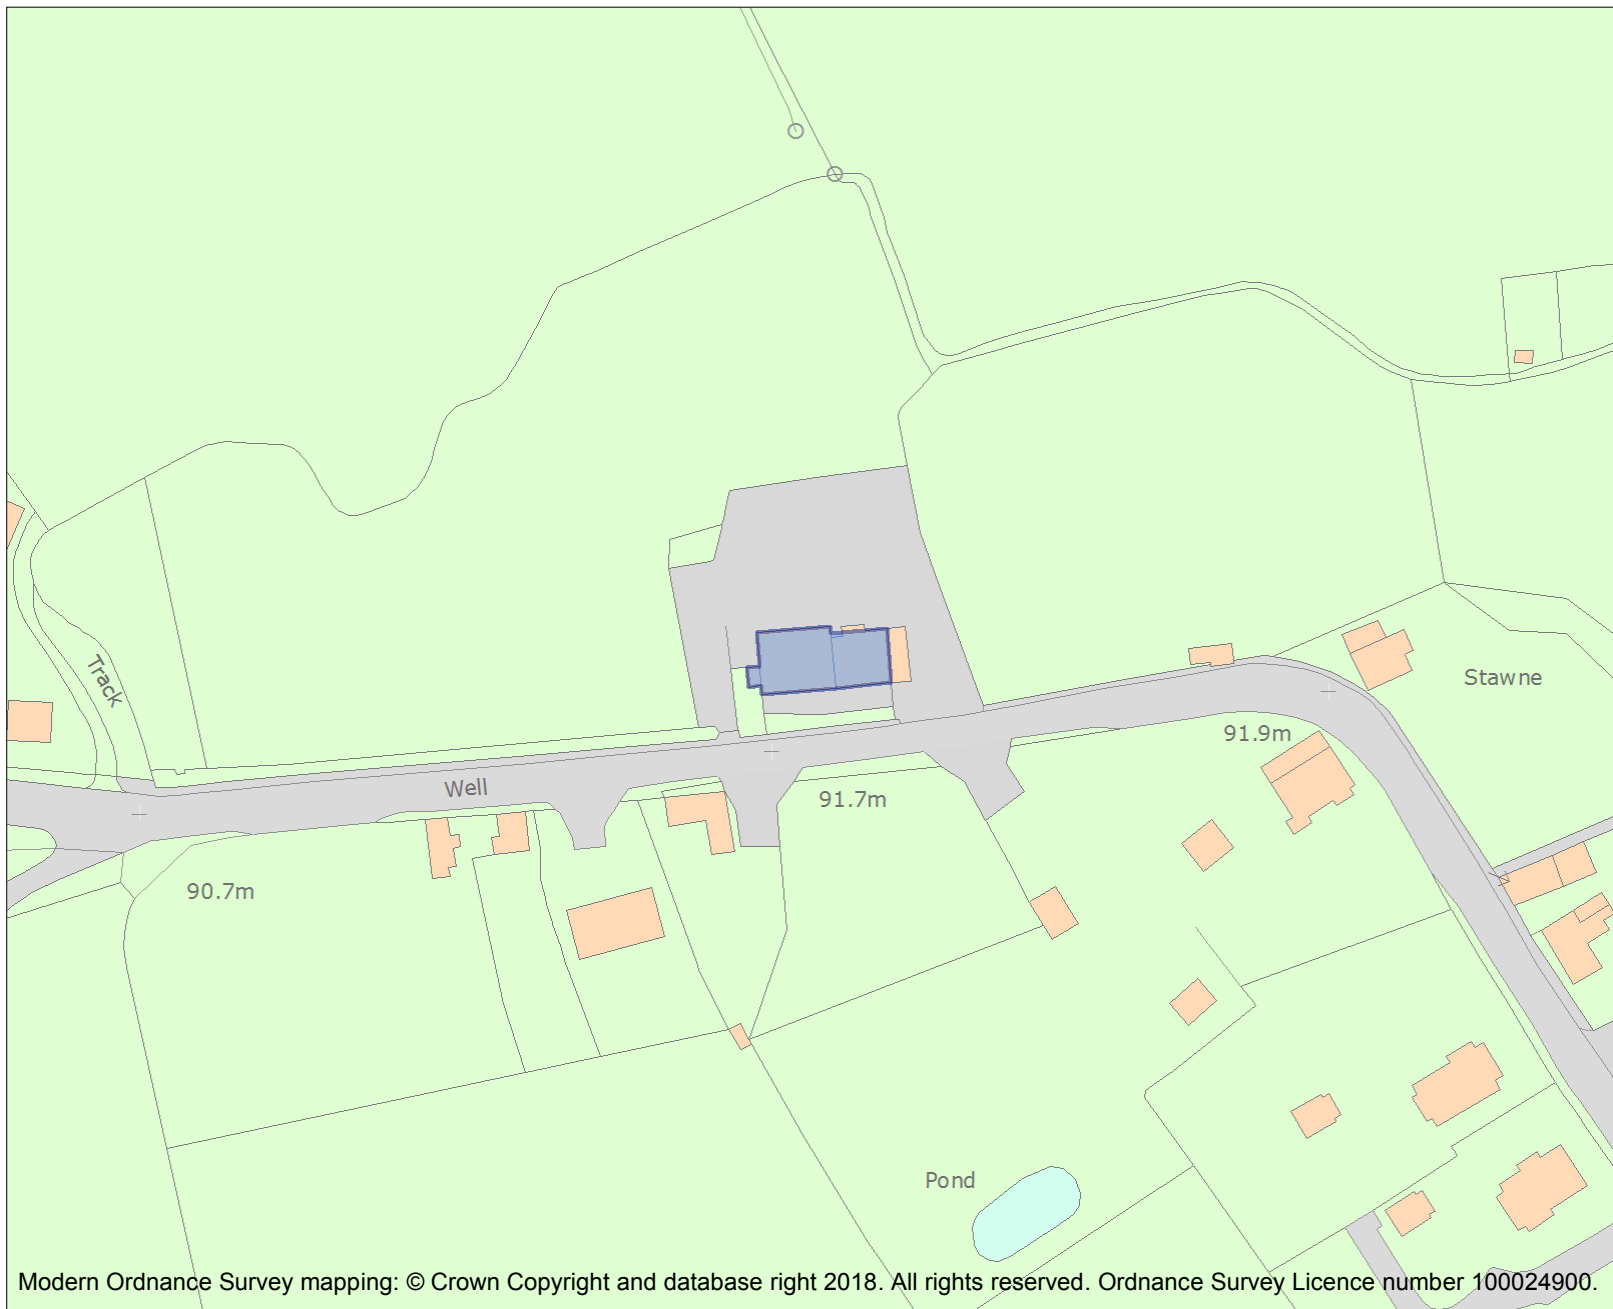 Track
Stawne
91.9m
Well
91.7m
90.7m
Pond
Modern Ordnance Survey mapping: © Crown Copyright and database right 2018. All rights reserved. Ordnance Survey Licence number 100024900.